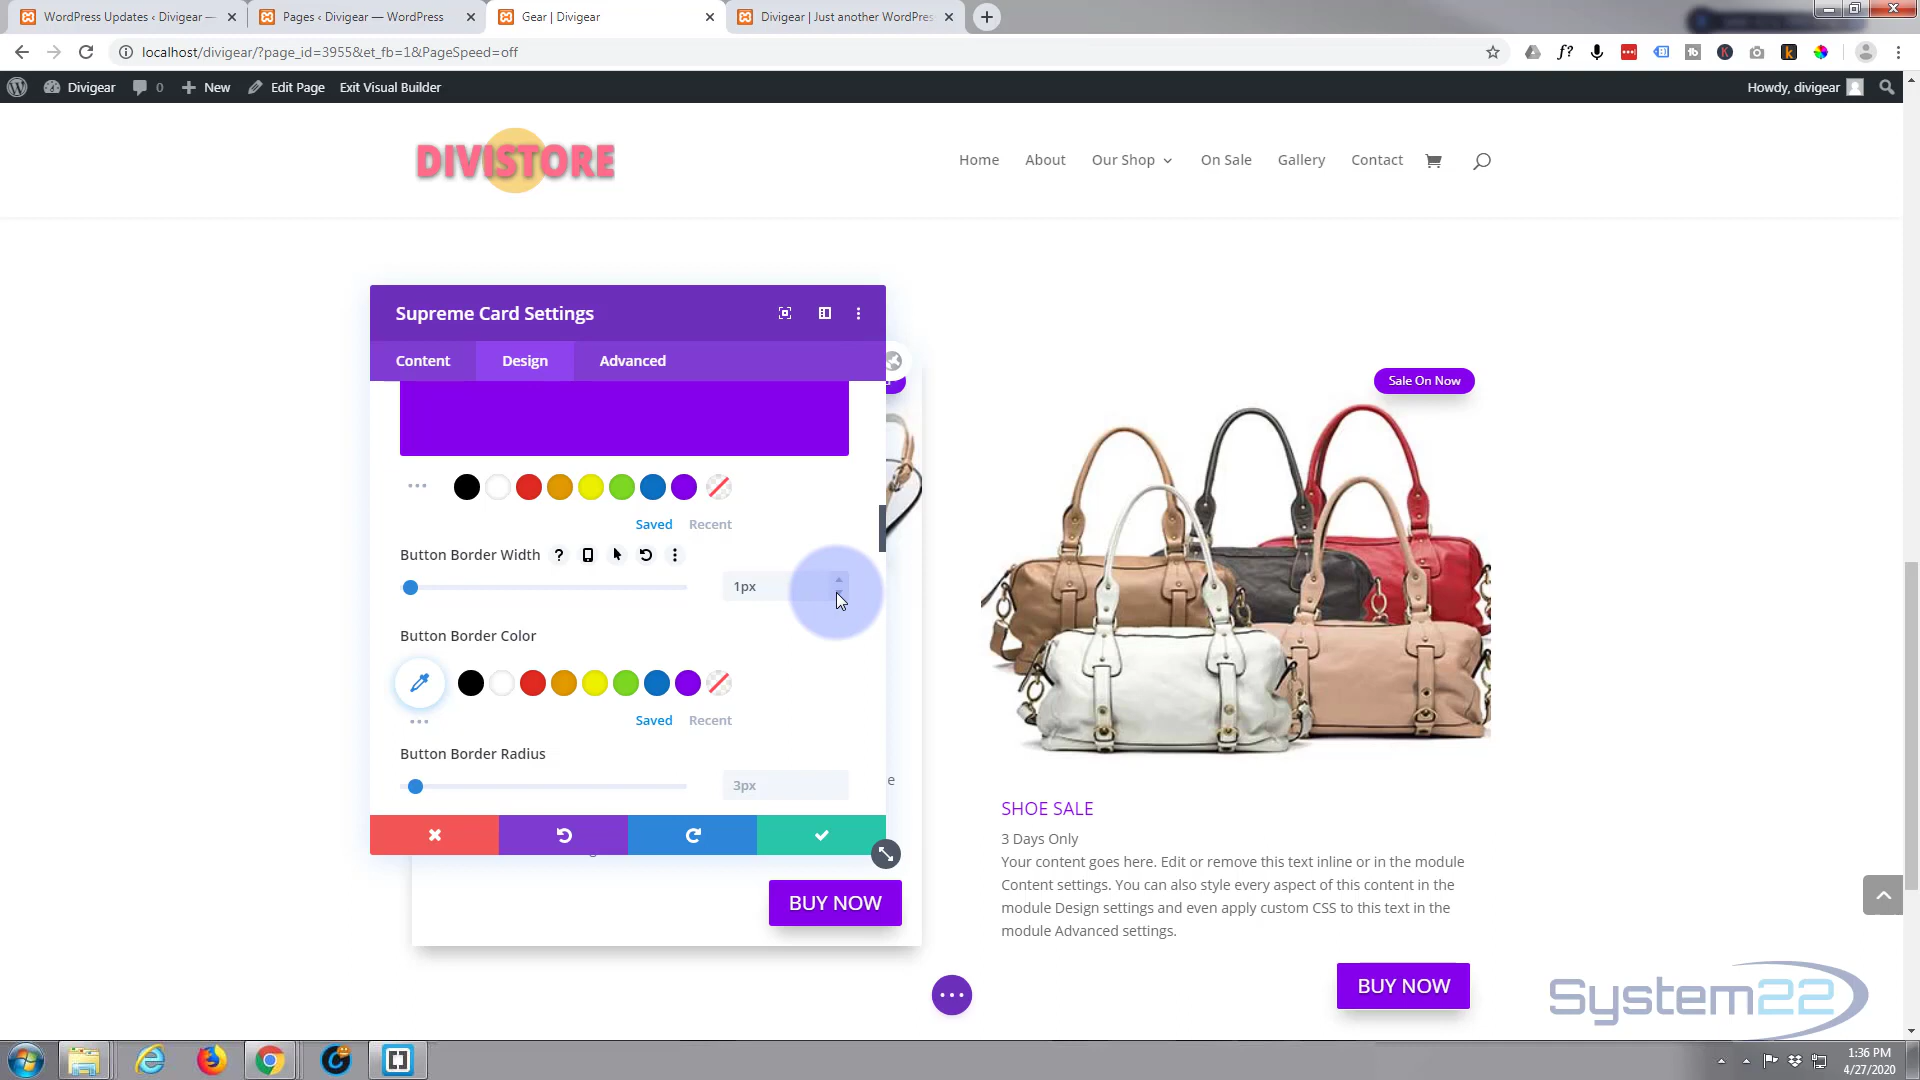 WordPress Updates ‹ Divigear —
Pages ‹ Divigear — WordPress
Gear | Divigear
Divigear | Just another WordPres
localhost/divigear/?page_id=3955&et_fb=1&PageSpeed=off
Divigear
0
New
Edit Page
Exit Visual Builder
Howdy, divigear
DIVISTORE
Home
About
Our Shop
On Sale
Gallery
Contact
Supreme Card Settings
Content
Design
Advanced
Sale On Now
Saved
Recent
Button Border Width
1px
Button Border Color
Saved
Recent
Button Border Radius
3px
e
BUY NOW
SHOE SALE
3 Days Only
Your content goes here. Edit or remove this text inline or in the module
Content settings. You can also style every aspect of this content in the
module Design settings and even apply custom CSS to this text in the
module Advanced settings.
BUY NOW
System22
1:36 PM
4/27/2020